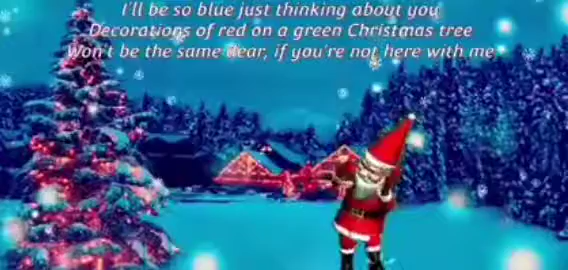 I'll be so blue just thinking about you
Decorations of red on a green Christmas tree
Won't be the same dear, if you're not here with me